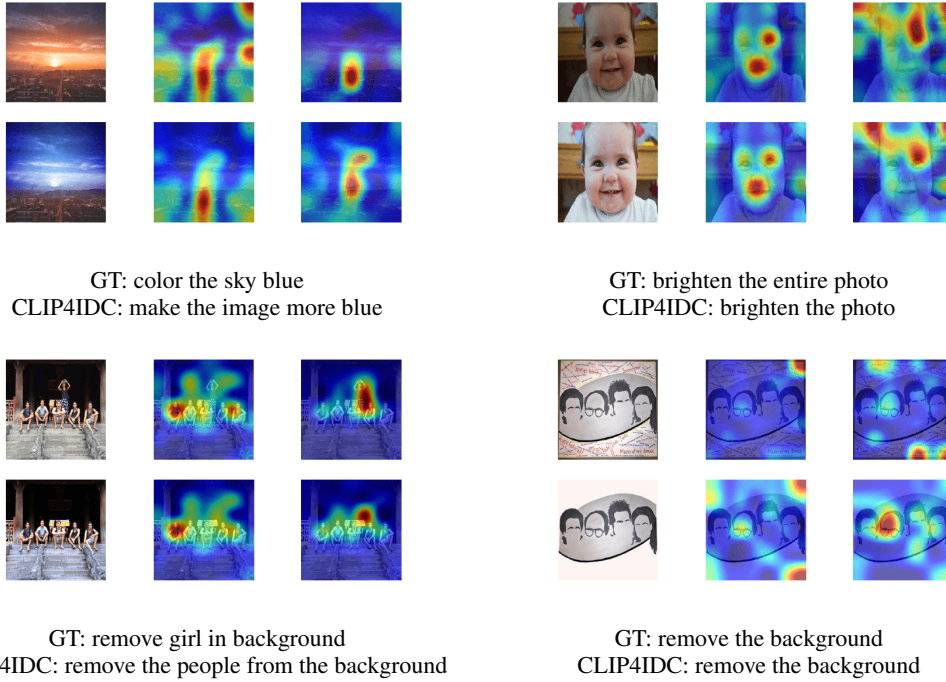 GT: color the sky blue
CLIP4IDC: make the image more blue
GT: brighten the entire photo
CLIP4IDC: brighten the photo
GT: remove girl in background
4IDC: remove the people from the background
GT: remove the background
CLIP4IDC: remove the background